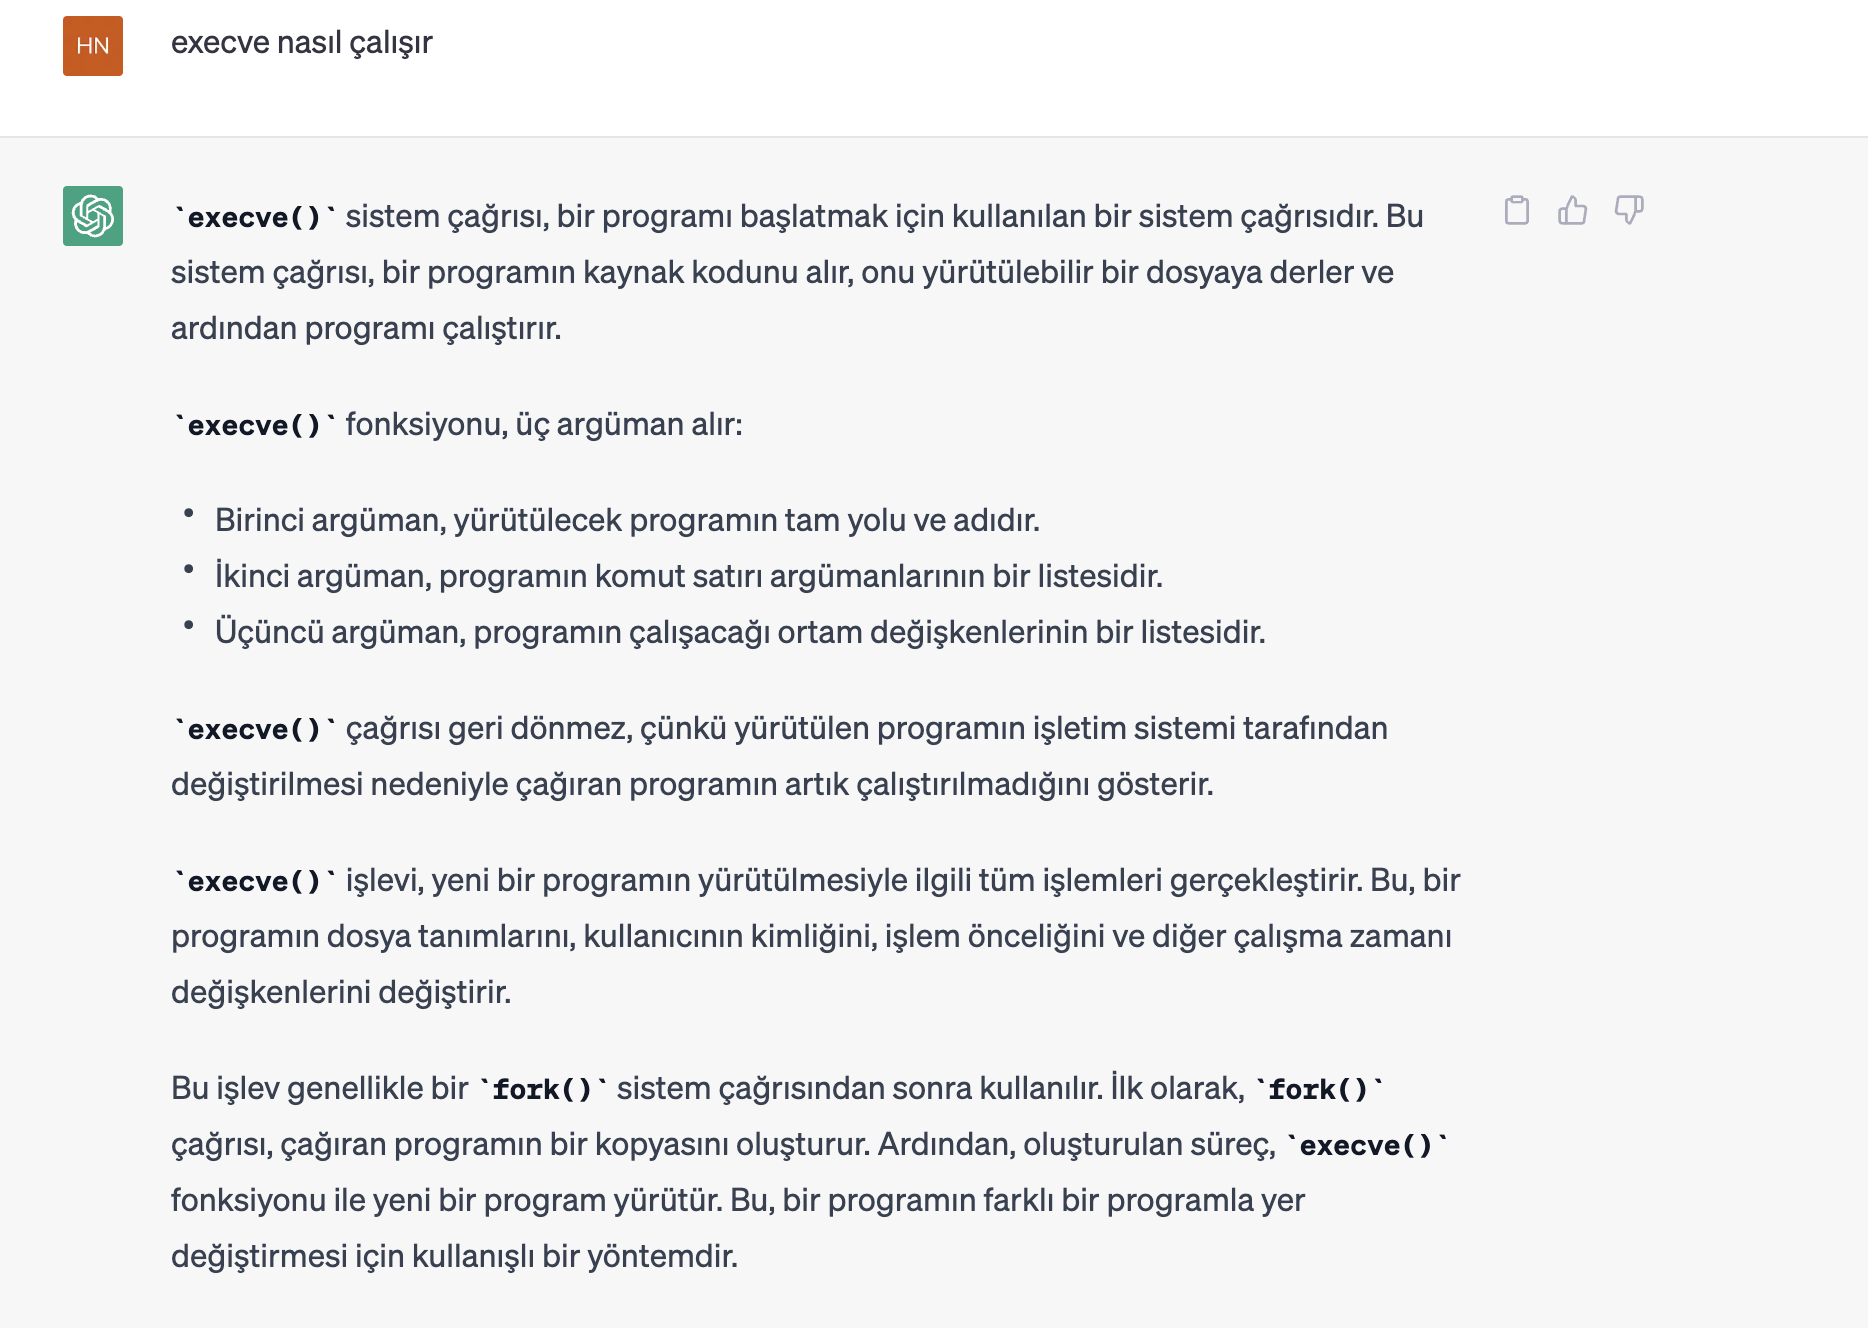 HN
execve nasıl çalışır
`execve()` sistem çağrısı, bir programı başlatmak için kullanılan bir sistem çağrısıdır. Bu
sistem çağrısı, bir programın kaynak kodunu alır, onu yürütülebilir bir dosyaya derler ve
ardından programı çalıştırır.
`execve()` fonksiyonu, üç argüman alır:
• Birinci argüman, yürütülecek programın tam yolu ve adıdır.
• İkinci argüman, programın komut satırı argümanlarının bir listesidir.
• Üçüncü argüman, programın çalışacağı ortam değişkenlerinin bir listesidir.
`execve()` çağrısı geri dönmez, çünkü yürütülen programın işletim sistemi tarafından
değiştirilmesi nedeniyle çağıran programın artık çalıştırılmadığını gösterir.
`execve()` işlevi, yeni bir programın yürütülmesiyle ilgili tüm işlemleri gerçekleştirir. Bu, bir
programın dosya tanımlarını, kullanıcının kimliğini, işlem önceliğini ve diğer çalışma zamanı
değişkenlerini değiştirir.
Bu işlev genellikle bir `fork()` sistem çağrısından sonra kullanılır. İlk olarak, `fork()`
çağrısı, çağıran programın bir kopyasını oluşturur. Ardından, oluşturulan süreç, `execve()`
fonksiyonu ile yeni bir program yürütür. Bu, bir programın farklı bir programla yer
değiştirmesi için kullanışlı bir yöntemdir.